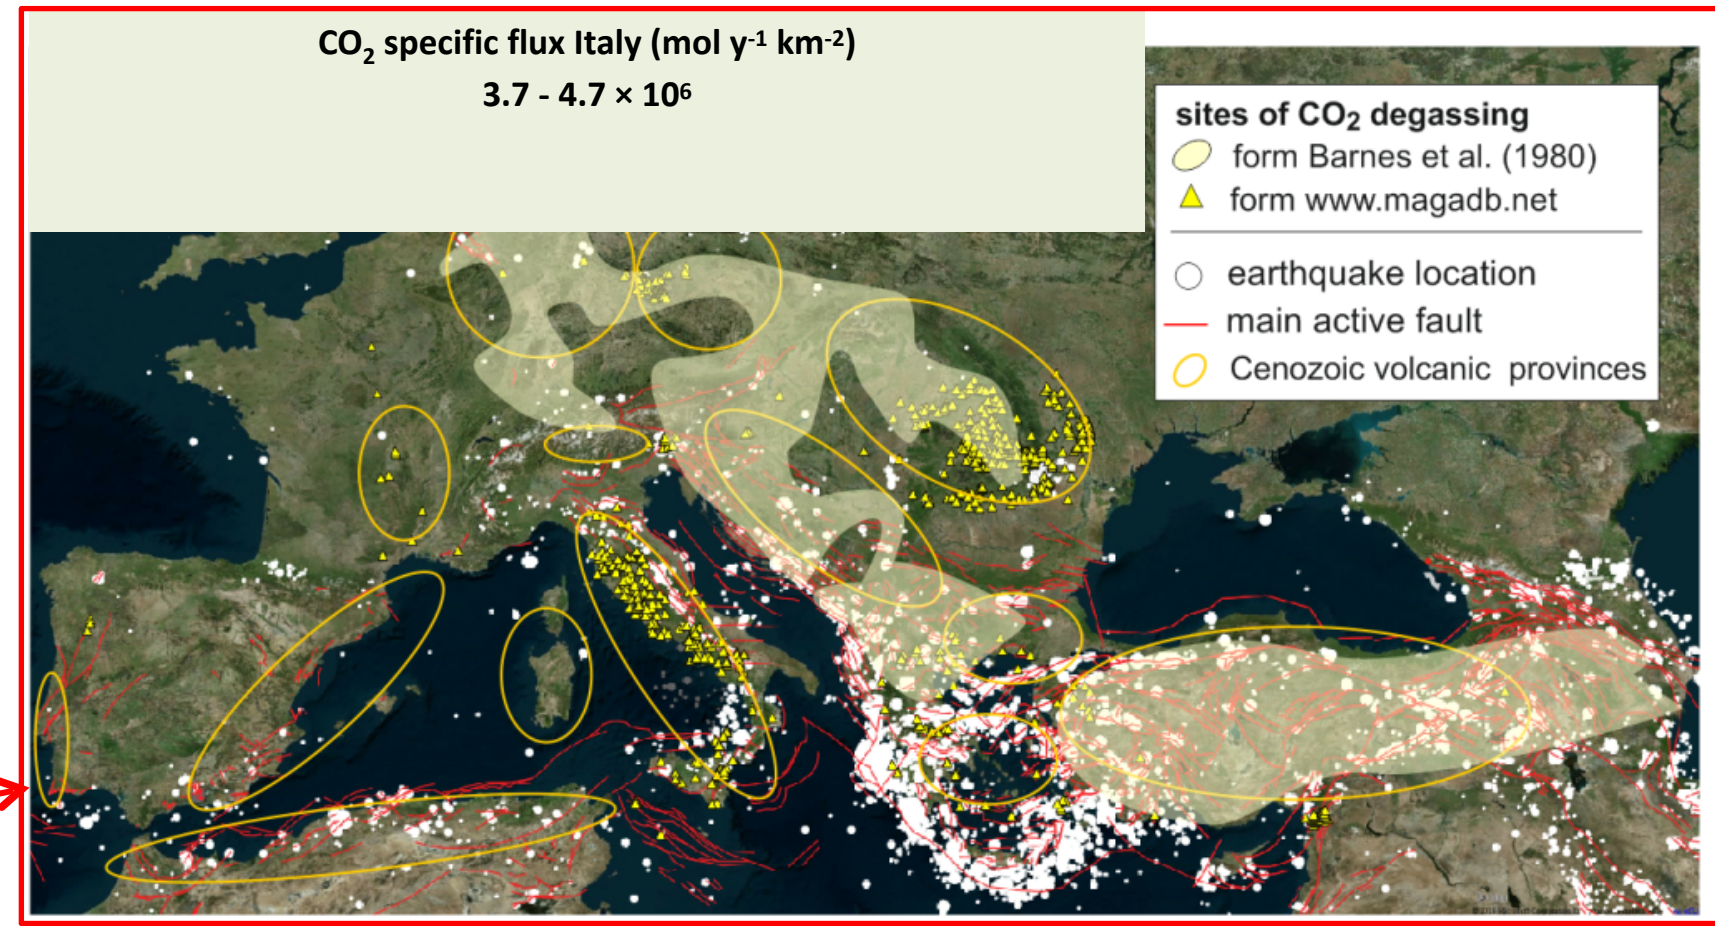 CO₂ specific flux Italy (mol y⁻¹ km⁻²)
3.7 - 4.7 × 10⁶
sites of CO₂ degassing
form Barnes et al. (1980)
form www.magadb.net
earthquake location
main active fault
Cenozoic volcanic provinces